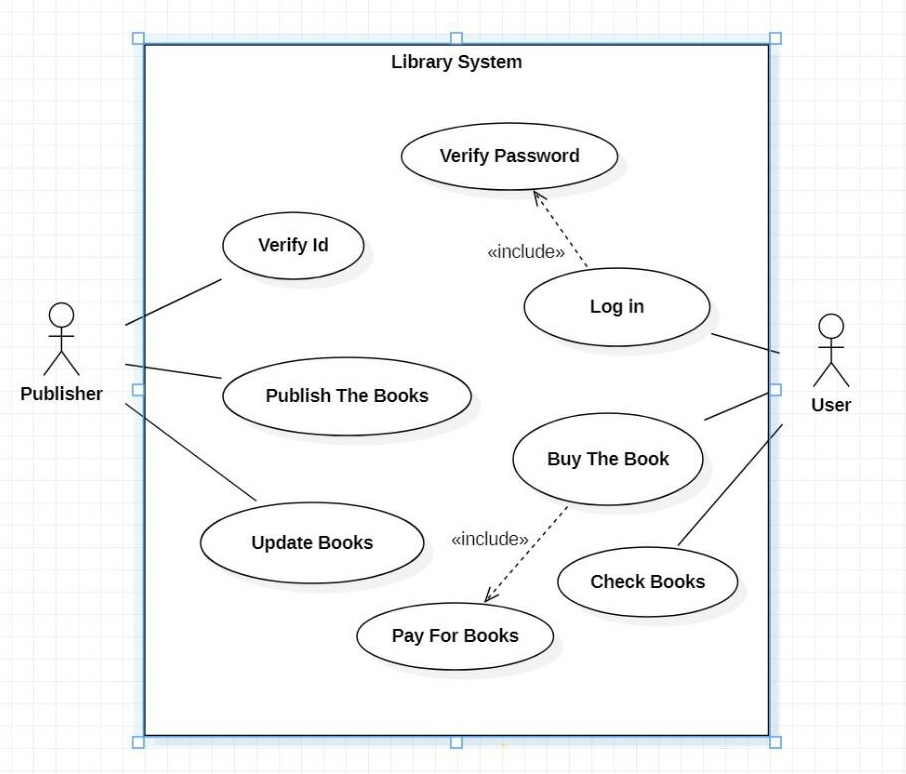 Library System
Verify Password
Verify Id
«include»
Log in
Publisher
Publish The Books
User
Buy The Book
Update Books
«include»
Check Books
Pay For Books